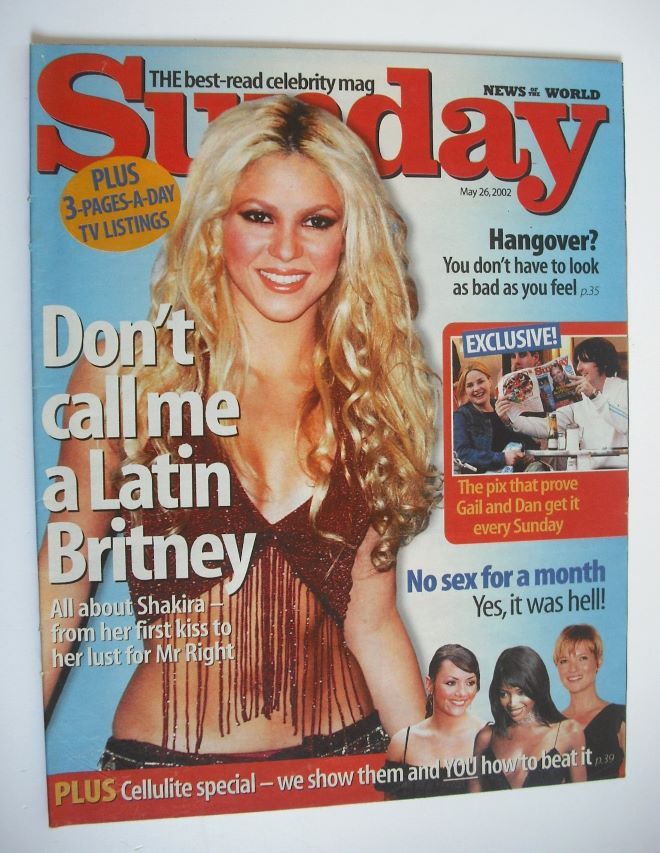 THE best-read celebrity mag
Sunday
NEWS OF THE WORLD
May 26, 2002
PLUS
3-PAGES-A-DAY
TV LISTINGS
Hangover?
You don't have to look
as bad as you feel p.35
EXCLUSIVE!
Sunday
The pix that prove
Gail and Dan get it
every Sunday
Don't
call me
a Latin
Britney
All about Shakira –
from her first kiss to
her lust for Mr Right
No sex for a month
Yes, it was hell!
PLUS Cellulite special – we show them and YOU how to beat it p.39